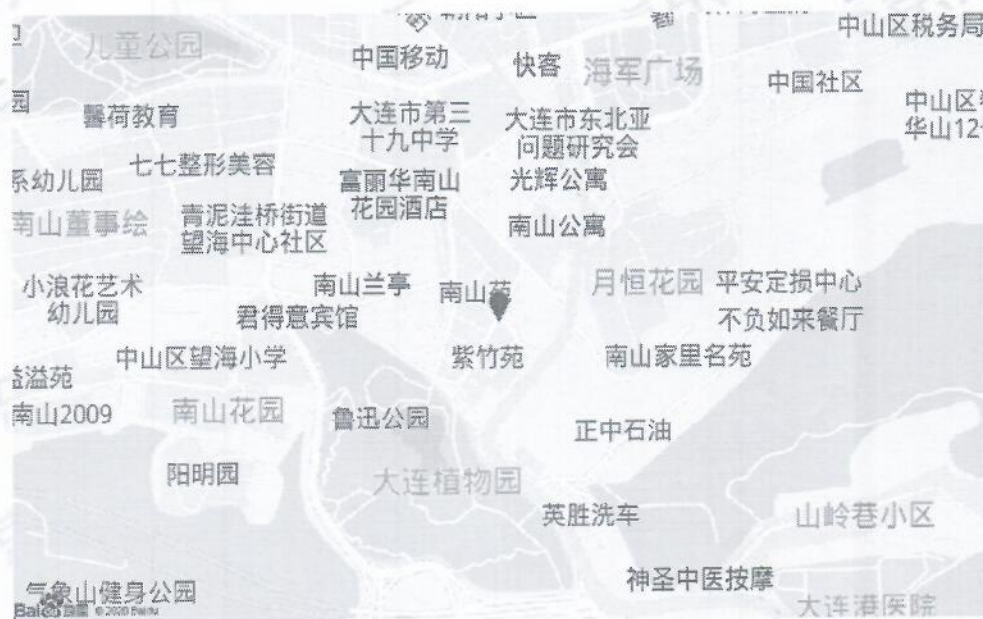 中山区税务局
儿童公园
中国移动
快客
海军广场
中国社区
园
馨荷教育
大连市第三
十九中学
大连市东北亚
问题研究会
中山区
华山12
系幼儿园
七七整形美容
富丽华南山
花园酒店
光辉公寓
南山董事绘
青泥洼桥街道
望海中心社区
南山公寓
小浪花艺术
幼儿园
南山兰亭
南山苑
月恒花园
平安定损中心
君得意宾馆
不负如来餐厅
中山区望海小学
紫竹苑
南山家里名苑
益溢苑
南山2009
南山花园
鲁迅公园
正中石油
阳明园
大连植物园
英胜洗车
山岭巷小区
神圣中医按摩
气象山健身公园
大连港医院
Bai 百度 © 2020 Baidu